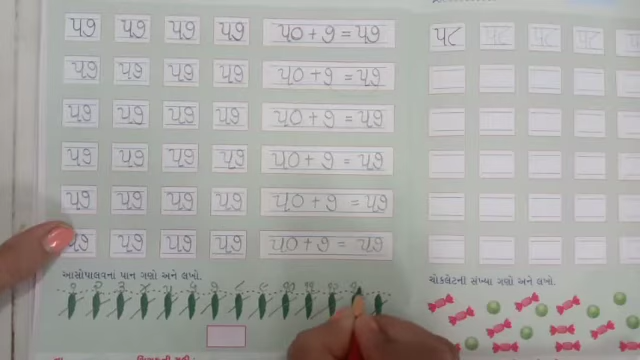 ૫૭ ૫૭ ૫૭ ૫૭ ૫૦ + ૭ = ૫૭
૫૭ ૫૭ ૫૭ ૫૭ ૫૦ + ૭ = ૫૭
૫૭ ૫૭ ૫૭ ૫૭ ૫૦ + ૭ = ૫૭
૫૭ ૫૭ ૫૭ ૫૭ ૫૦ + ૭ = ૫૭
૫૭ ૫૭ ૫૭ ૫૭ ૫૦ + ૭ = ૫૭
૫૭ ૫૭ ૫૭ ૫૭ ૫૦ + ૭ = ૫૭
આસોપાલવનાં પાન ગણો અને લખો.
૫૮ ૫૮ ૫૮ ૫૮
ચોકલેટની સંખ્યા ગણો અને લખો.